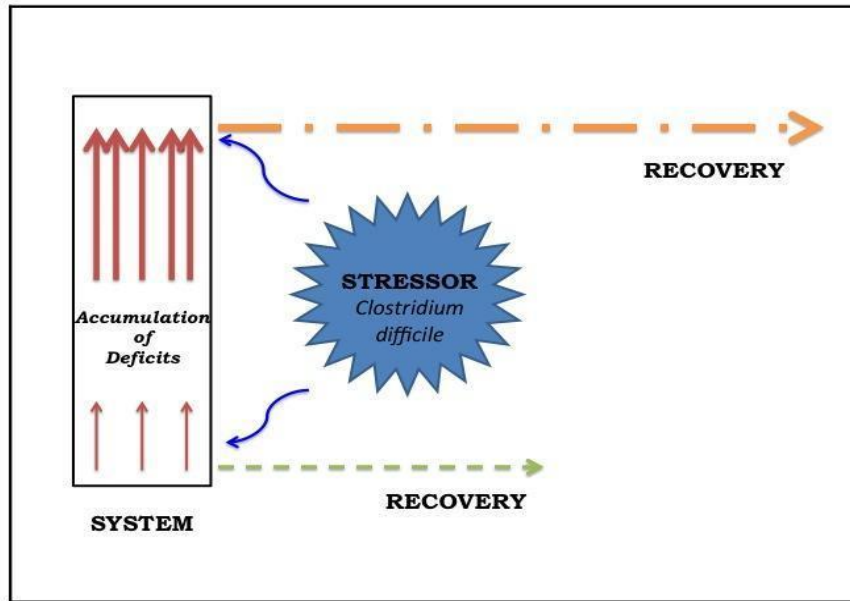 RECOVERY
STRESSOR
Clostridium
difficile
Accumulation
of
Deficits
RECOVERY
SYSTEM